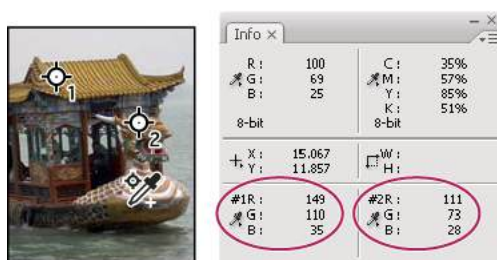 1
2
Info ×
R: 100
G: 69
B: 25
8-bit
C: 35%
M: 57%
Y: 85%
K: 51%
8-bit
X: 15.067
Y: 11.857
W:
H:
#1R: 149
G: 110
B: 35
#2R: 111
G: 73
B: 28